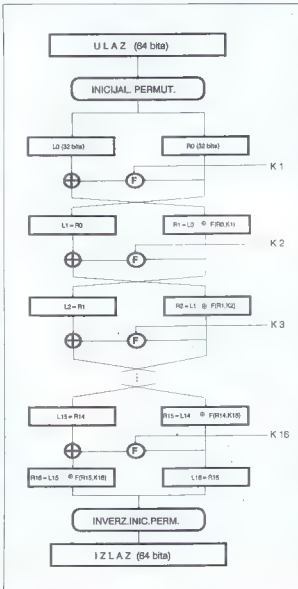 U L A Z (64 bita)
INICIJAL. PERMUT.
L0 (32 bita)
R0 (32 bita)
K 1
F
L1 = R0
R1 = L0 ⊕ F(R0,K1)
K 2
F
L2 = R1
R2 = L1 ⊕ F(R1,K2)
K 3
F
L15 = R14
R15 = L14 ⊕ F(R14,K15)
K 16
F
R16 = L15 ⊕ F(R15,K16)
L16 = R15
INVERZ.INIC.PERM.
I Z L A Z (64 bita)